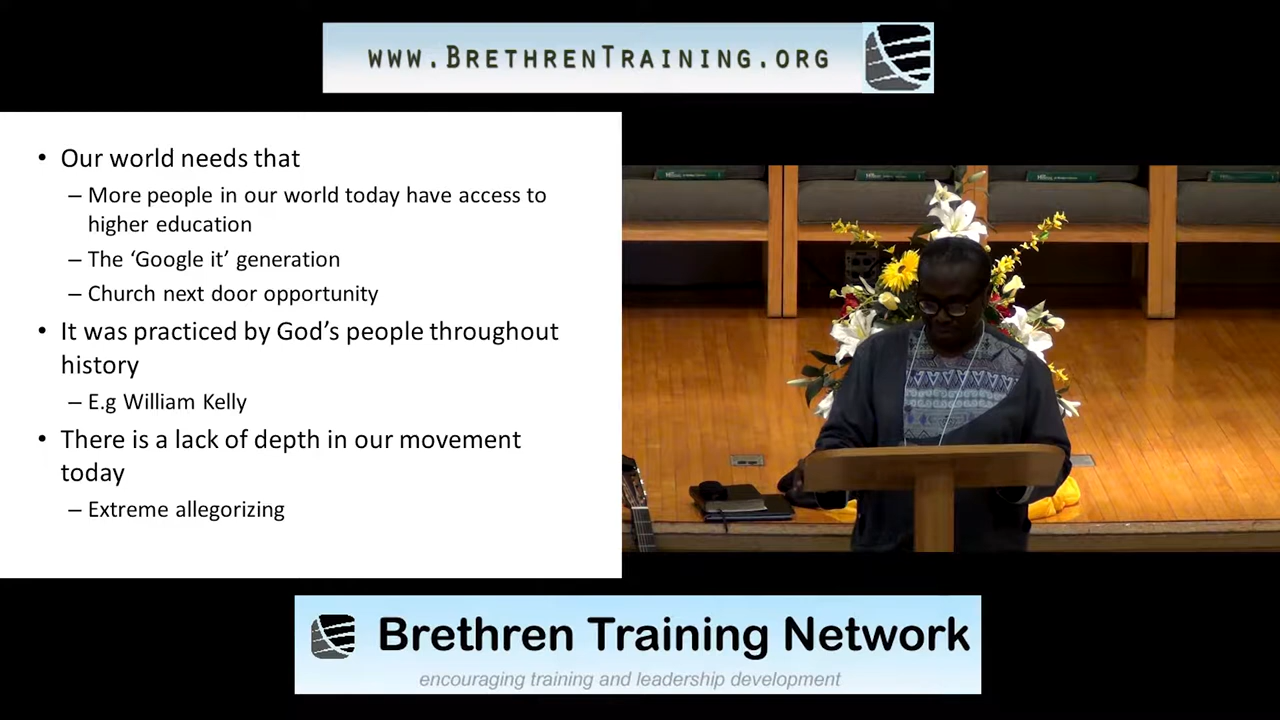 www.BrethrenTraining.org
• Our world needs that
– More people in our world today have access to
higher education
– The ‘Google it’ generation
– Church next door opportunity
• It was practiced by God’s people throughout
history
– E.g William Kelly
• There is a lack of depth in our movement
today
– Extreme allegorizing
Brethren Training Network
encouraging training and leadership development